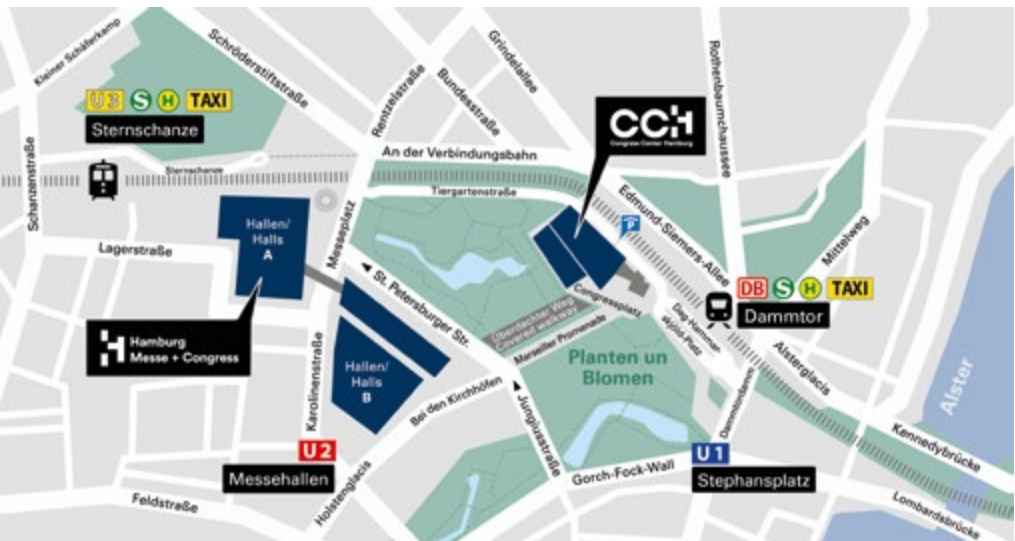 Kleiner Schäferkamp
Schröderstiftstraße
Grindelallee
Bundesstraße
Rentzelstraße
Rothenbaumchaussee
U3 S H TAXI
Sternschanze
CCH
Congress Center Hamburg
An der Verbindungsbahn
Schanzenstraße
Sternschanze
Tiergartenstraße
Edmund-Siemers-Allee
Mittelweg
P
Hallen/
Halls
A
Messeplatz
Lagerstraße
St. Petersburger Str.
Congressplatz
DB S H TAXI
Dammtor
Dag-Hammar-
skjöld-Platz
Überdachter Weg
Covered walkway
Marseiller Promenade
Hamburg
Messe + Congress
Planten un
Blomen
Alsterglacis
Alster
Hallen/
Halls
B
Karolinenstraße
Bei den Kirchhöfen
Jungiusstraße
Dammtordamm
Kennedybrücke
U2
Messehallen
U1
Stephansplatz
Gorch-Fock-Wall
Holstenglacis
Feldstraße
Lombardsbrücke